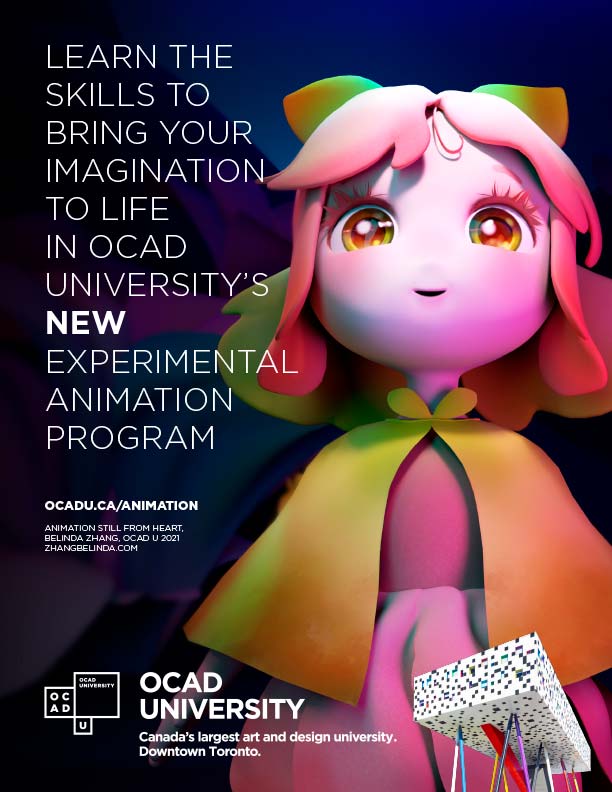 LEARN THE
SKILLS TO
BRING YOUR
IMAGINATION
TO LIFE
IN OCAD
UNIVERSITY’S
NEW
EXPERIMENTAL
ANIMATION
PROGRAM
OCADU.CA/ANIMATION
ANIMATION STILL FROM HEART,
BELINDA ZHANG, OCAD U 2021
ZHANGBELINDA.COM
OCAD
UNIVERSITY
O C
A D
U
OCAD
UNIVERSITY
Canada’s largest art and design university.
Downtown Toronto.